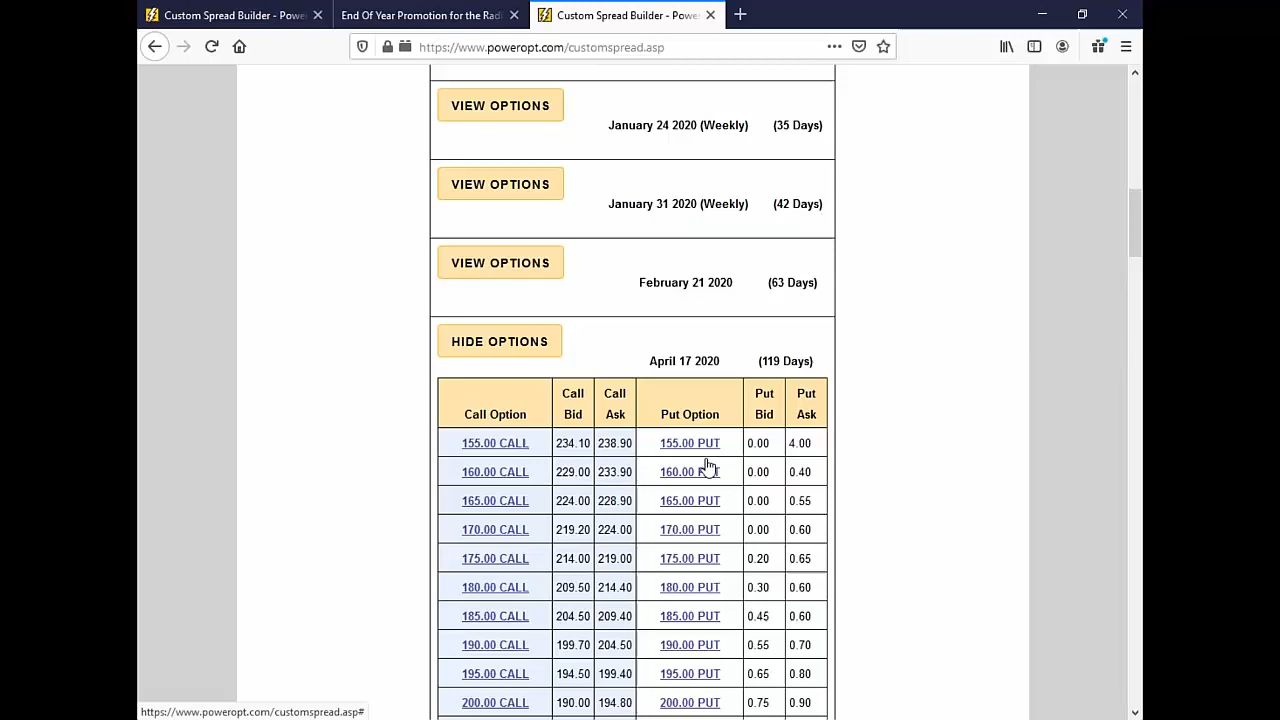 Custom Spread Builder - Powe
End Of Year Promotion for the Radi
Custom Spread Builder - Powe
https://www.poweropt.com/customspread.asp
VIEW OPTIONS
January 24 2020 (Weekly) (35 Days)
VIEW OPTIONS
January 31 2020 (Weekly) (42 Days)
VIEW OPTIONS
February 21 2020 (63 Days)
HIDE OPTIONS
April 17 2020 (119 Days)
Call Option Call Bid Call Ask Put Option Put Bid Put Ask
155.00 CALL 234.10 238.90 155.00 PUT 0.00 4.00
160.00 CALL 229.00 233.90 160.00 PUT 0.00 0.40
165.00 CALL 224.00 228.90 165.00 PUT 0.00 0.55
170.00 CALL 219.20 224.00 170.00 PUT 0.00 0.60
175.00 CALL 214.00 219.00 175.00 PUT 0.20 0.65
180.00 CALL 209.50 214.40 180.00 PUT 0.30 0.60
185.00 CALL 204.50 209.40 185.00 PUT 0.45 0.60
190.00 CALL 199.70 204.50 190.00 PUT 0.55 0.70
195.00 CALL 194.50 199.40 195.00 PUT 0.65 0.80
200.00 CALL 190.00 194.80 200.00 PUT 0.75 0.90
https://www.poweropt.com/customspread.asp#